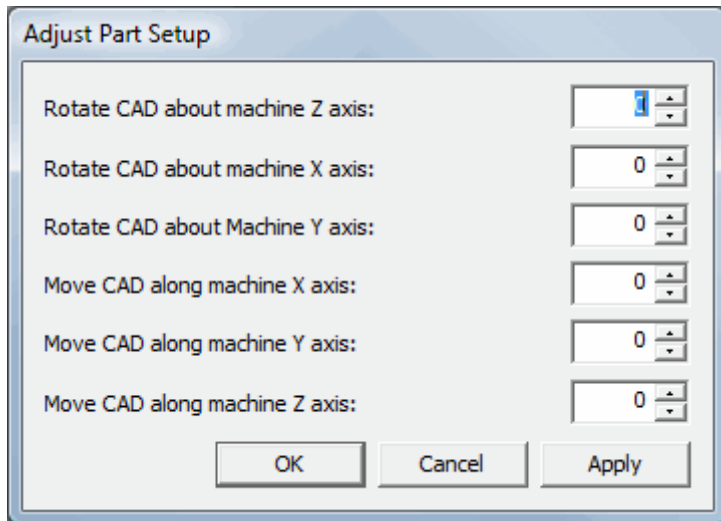 Adjust Part Setup
Rotate CAD about machine Z axis: 0
Rotate CAD about machine X axis: 0
Rotate CAD about Machine Y axis: 0
Move CAD along machine X axis: 0
Move CAD along machine Y axis: 0
Move CAD along machine Z axis: 0
OK Cancel Apply